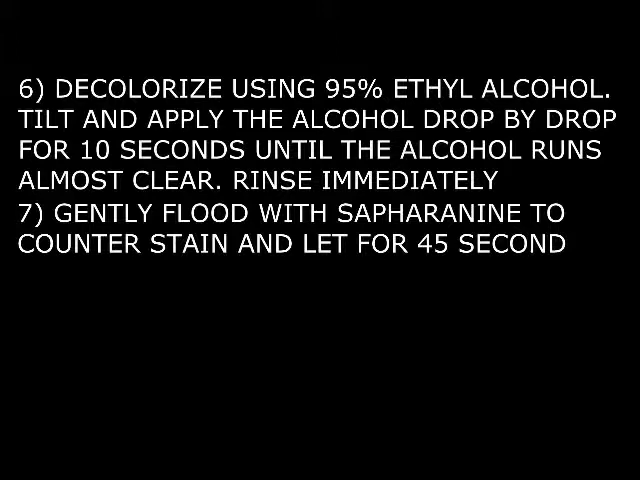 6) DECOLORIZE USING 95% ETHYL ALCOHOL.
TILT AND APPLY THE ALCOHOL DROP BY DROP
FOR 10 SECONDS UNTIL THE ALCOHOL RUNS
ALMOST CLEAR. RINSE IMMEDIATELY
7) GENTLY FLOOD WITH SAPHARANINE TO
COUNTER STAIN AND LET FOR 45 SECOND